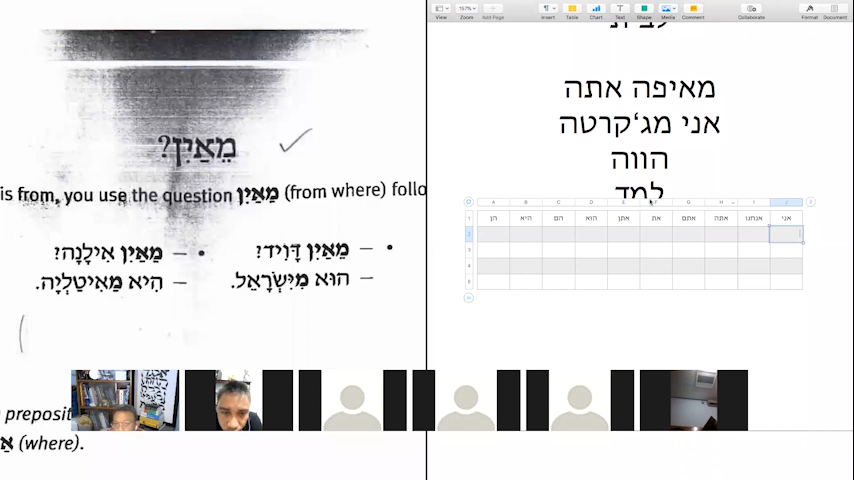 מֵאַיִן?
is from, you use the question מֵאַיִן (from where) follo
– מֵאַיִן דָּוִיד?
– הוּא מִיִּשְׂרָאֵל.
– מֵאַיִן אִילָנָה?
– הִיא מֵאִיטַלְיָה.
preposit
(where).
View Zoom Add Page Insert Table Chart Text Shape Media Comment Collaborate Format Document
157%
לבית
מאיפה אתה
אני מג'קרטה
הווה
למד
A B C D E F G H I J
1 הן היא הם הוא אתן את אתם אתה אנחנו אני
2
3
4
5